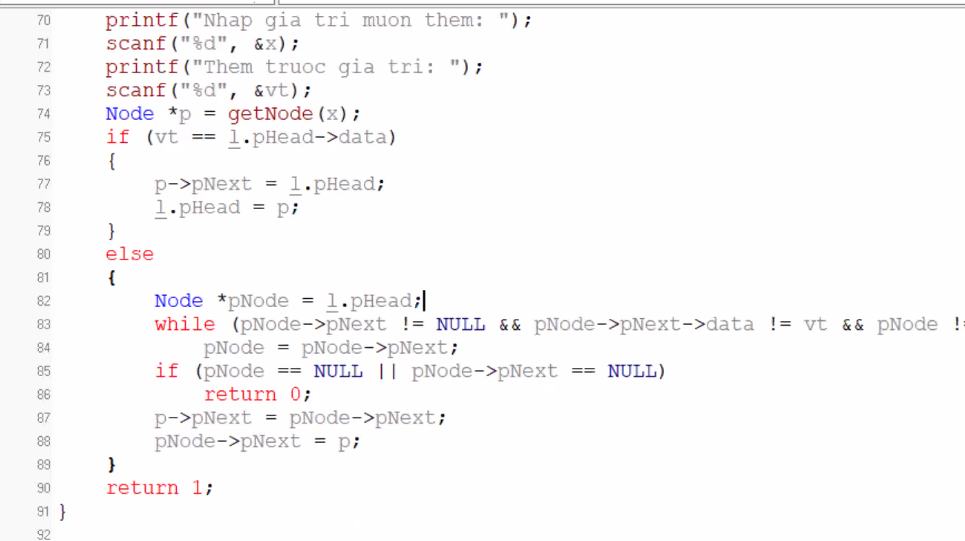 70 printf("Nhap gia tri muon them: ");
71 scanf("%d", &x);
72 printf("Them truoc gia tri: ");
73 scanf("%d", &vt);
74 Node *p = getNode(x);
75 if (vt == l.pHead->data)
76 {
77 p->pNext = l.pHead;
78 l.pHead = p;
79 }
80 else
81 {
82 Node *pNode = l.pHead;
83 while (pNode->pNext != NULL && pNode->pNext->data != vt && pNode !=
84 pNode = pNode->pNext;
85 if (pNode == NULL || pNode->pNext == NULL)
86 return 0;
87 p->pNext = pNode->pNext;
88 pNode->pNext = p;
89 }
90 return 1;
91 }
92